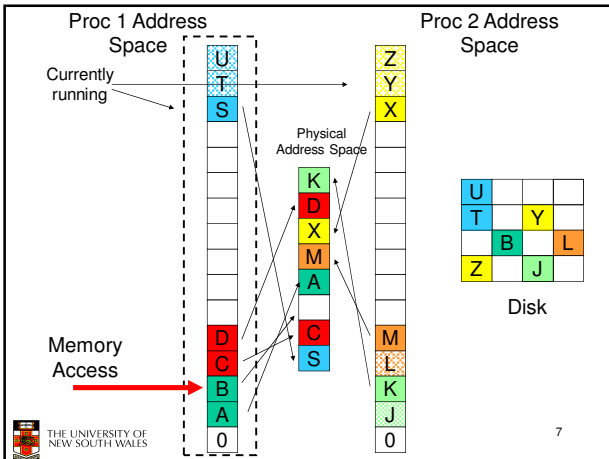 Proc 1 Address
Space
Proc 2 Address
Space
Currently
running
U
T
S
Physical
Address Space
K
D
X
M
A
C
S
Z
Y
X
U
T
Y
B
L
Z
J
Disk
Memory
Access
D
C
B
A
0
M
L
K
J
0
THE UNIVERSITY OF
NEW SOUTH WALES
7